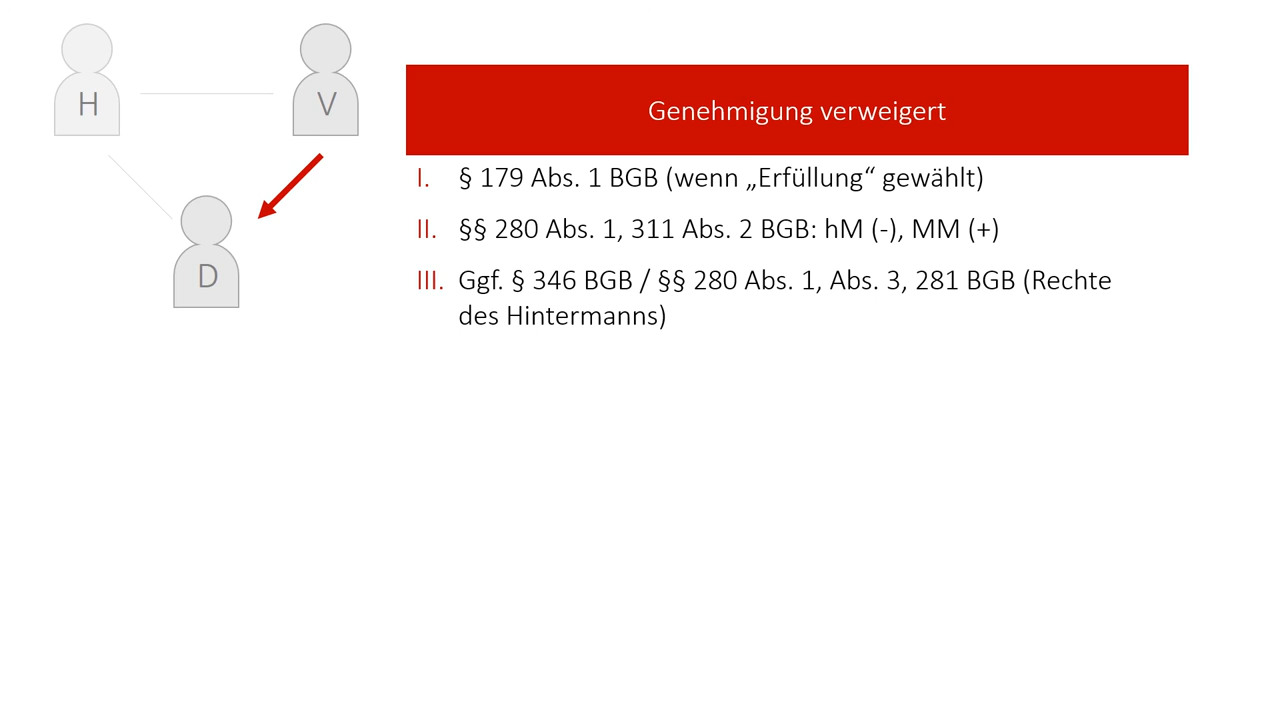 H
V
D
Genehmigung verweigert
I. § 179 Abs. 1 BGB (wenn „Erfüllung“ gewählt)
II. §§ 280 Abs. 1, 311 Abs. 2 BGB: hM (-), MM (+)
III. Ggf. § 346 BGB / §§ 280 Abs. 1, Abs. 3, 281 BGB (Rechte
des Hintermanns)